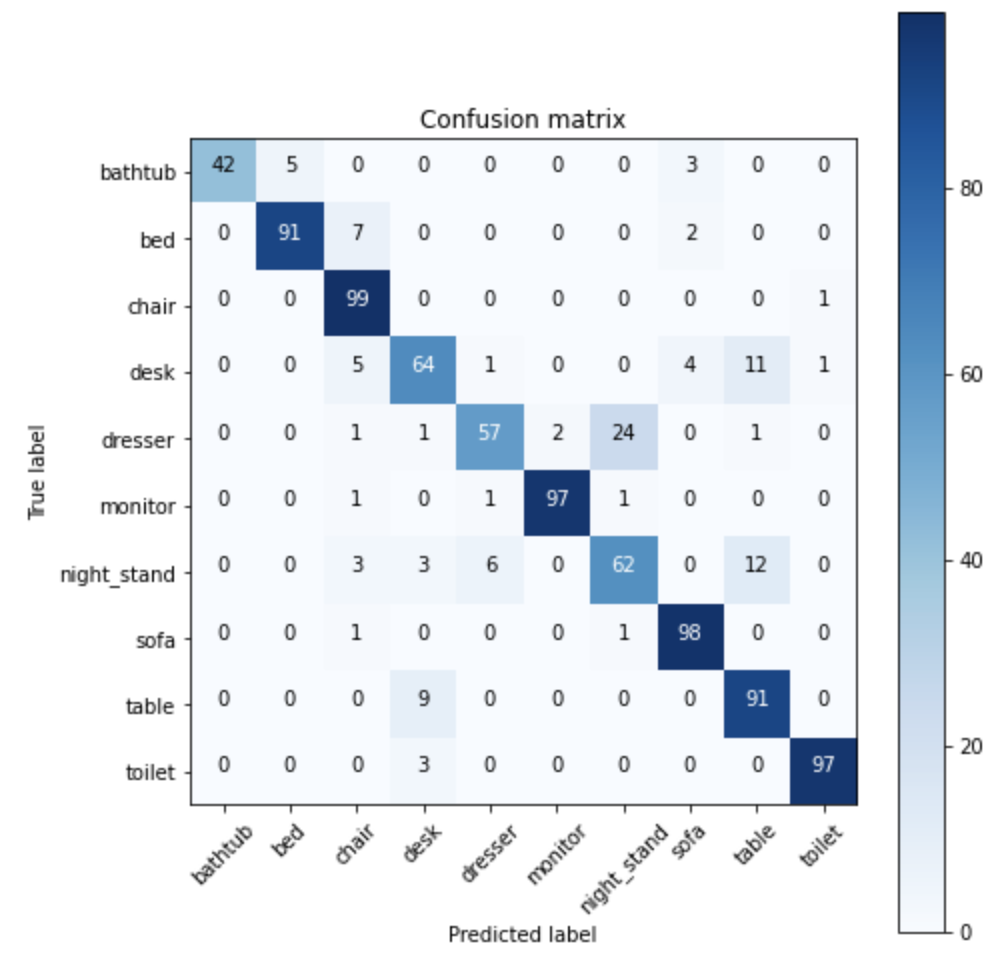 Confusion matrix
True label
bathtub 42 5 0 0 0 0 0 3 0 0
bed 0 91 7 0 0 0 0 2 0 0
chair 0 0 99 0 0 0 0 0 0 1
desk 0 0 5 64 1 0 0 4 11 1
dresser 0 0 1 1 57 2 24 0 1 0
monitor 0 0 1 0 1 97 1 0 0 0
night_stand 0 0 3 3 6 0 62 0 12 0
sofa 0 0 1 0 0 0 1 98 0 0
table 0 0 0 9 0 0 0 0 91 0
toilet 0 0 0 3 0 0 0 0 0 97
bathtub bed chair desk dresser monitor night_stand sofa table toilet
Predicted label
80
60
40
20
0